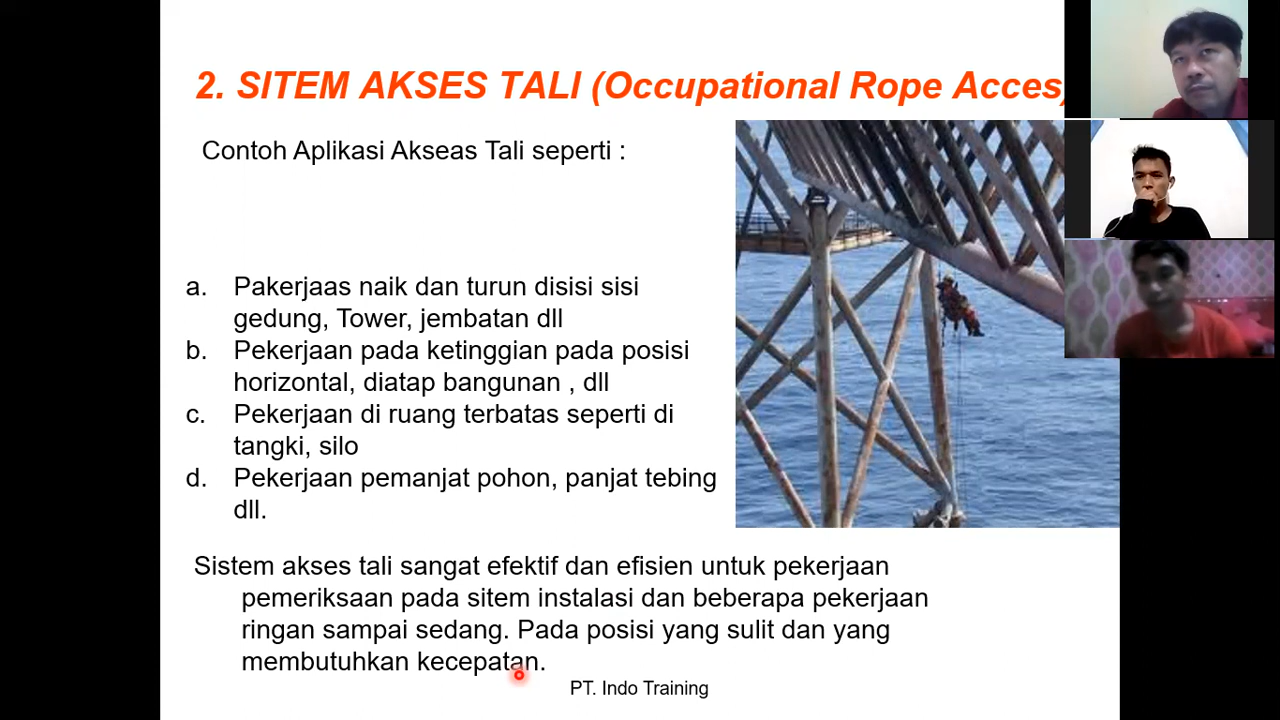 2. SITEM AKSES TALI (Occupational Rope Acces)
Contoh Aplikasi Akseas Tali seperti :
a. Pakerjaas naik dan turun disisi sisi
gedung, Tower, jembatan dll
b. Pekerjaan pada ketinggian pada posisi
horizontal, diatap bangunan , dll
c. Pekerjaan di ruang terbatas seperti di
tangki, silo
d. Pekerjaan pemanjat pohon, panjat tebing
dll.
Sistem akses tali sangat efektif dan efisien untuk pekerjaan
pemeriksaan pada sitem instalasi dan beberapa pekerjaan
ringan sampai sedang. Pada posisi yang sulit dan yang
membutuhkan kecepatan.
PT. Indo Training